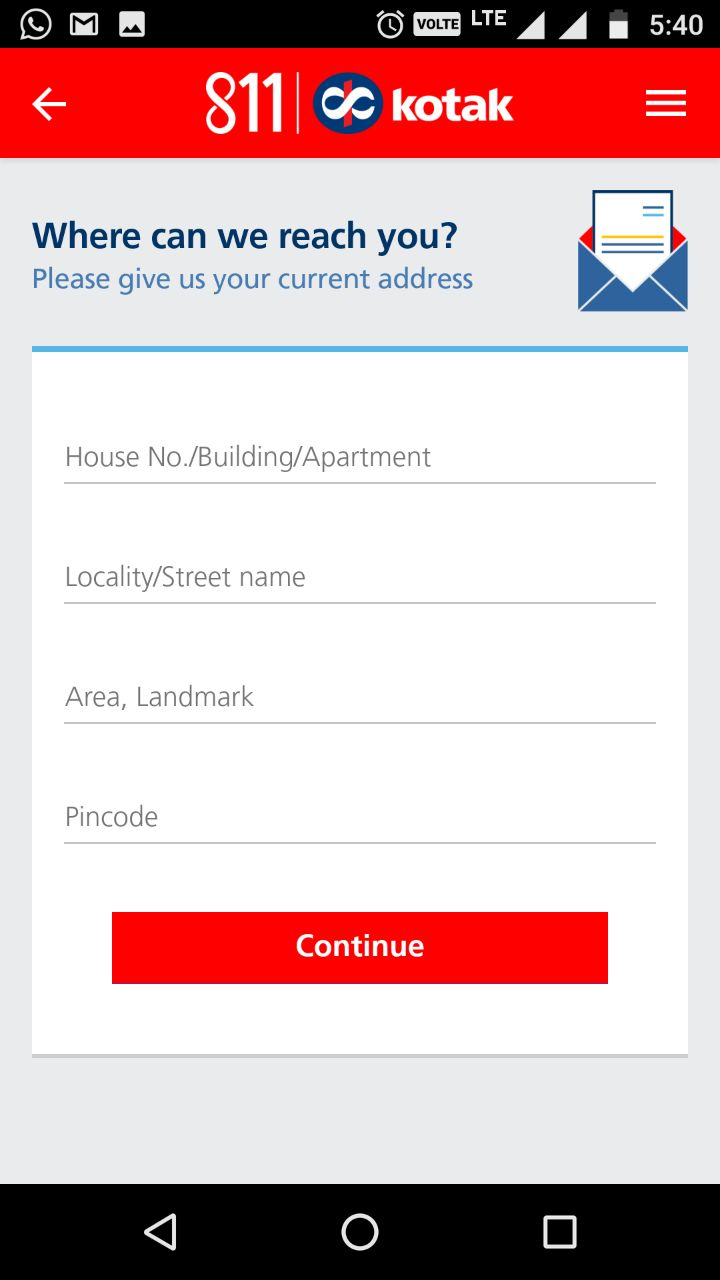 VOLTE LTE 5:40
811 kotak
Where can we reach you?
Please give us your current address
House No./Building/Apartment
Locality/Street name
Area, Landmark
Pincode
Continue